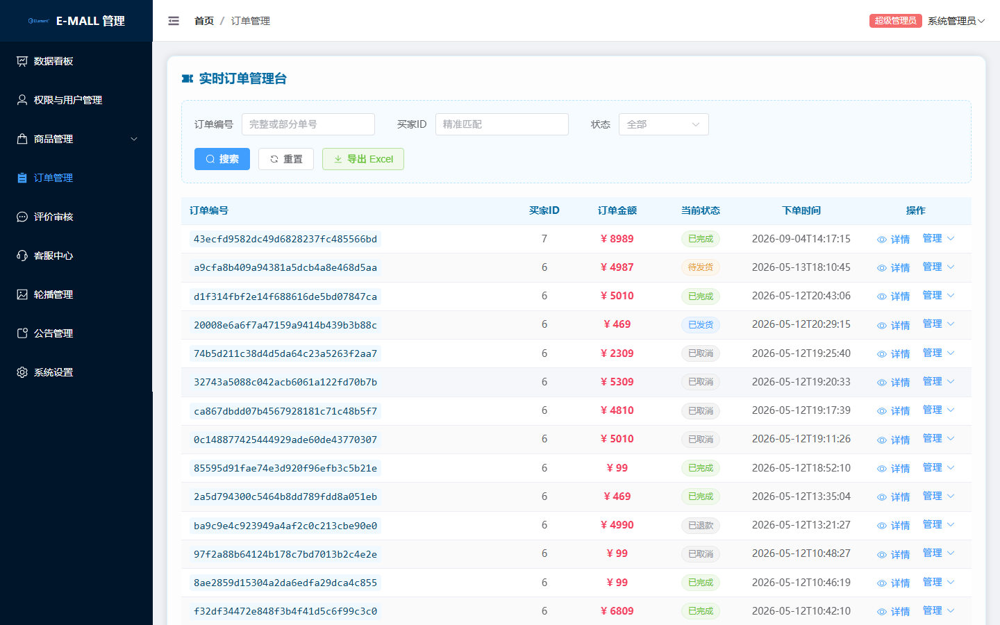 Element E-MALL 管理
首页 / 订单管理
超级管理员 系统管理员
数据看板
权限与用户管理
商品管理
订单管理
评价审核
客服中心
轮播管理
公告管理
系统设置
实时订单管理台
订单编号 完整或部分单号 买家ID 精准匹配 状态 全部
搜索 重置 导出 Excel
订单编号 买家ID 订单金额 当前状态 下单时间 操作
43ecfd9582dc49d6828237fc485566bd 7 ¥ 8989 已完成 2026-09-04T14:17:15 详情 管理
a9cfa8b409a94381a5dcb4a8e468d5aa 6 ¥ 4987 待发货 2026-05-13T18:10:45 详情 管理
d1f314fbf2e14f688616de5bd07847ca 6 ¥ 5010 已完成 2026-05-12T20:43:06 详情 管理
20008e6a6f7a47159a9414b439b3b88c 6 ¥ 469 已发货 2026-05-12T20:29:15 详情 管理
74b5d211c38d4d5da64c23a5263f2aa7 6 ¥ 2309 已取消 2026-05-12T19:25:40 详情 管理
32743a5088c042acb6061a122fd70b7b 6 ¥ 5309 已取消 2026-05-12T19:20:33 详情 管理
ca867dbdd07b4567928181c71c48b5f7 6 ¥ 4810 已取消 2026-05-12T19:17:39 详情 管理
0c148877425444929ade60de43770307 6 ¥ 5010 已取消 2026-05-12T19:11:26 详情 管理
85595d91fae74e3d920f96efb3c5b21e 6 ¥ 99 已完成 2026-05-12T18:52:10 详情 管理
2a5d794300c5464b8dd789fdd8a051eb 6 ¥ 469 已完成 2026-05-12T13:35:04 详情 管理
ba9c9e4c923949a4af2c0c213cbe90e0 6 ¥ 4990 已退款 2026-05-12T13:21:27 详情 管理
97f2a88b64124b178c7bd7013b2c4e2e 6 ¥ 99 已取消 2026-05-12T10:48:27 详情 管理
8ae2859d15304a2da6edfa29dca4c855 6 ¥ 99 已完成 2026-05-12T10:46:19 详情 管理
f32df34472e848f3b4f41d5c6f99c3c0 6 ¥ 6809 已完成 2026-05-12T10:42:10 详情 管理